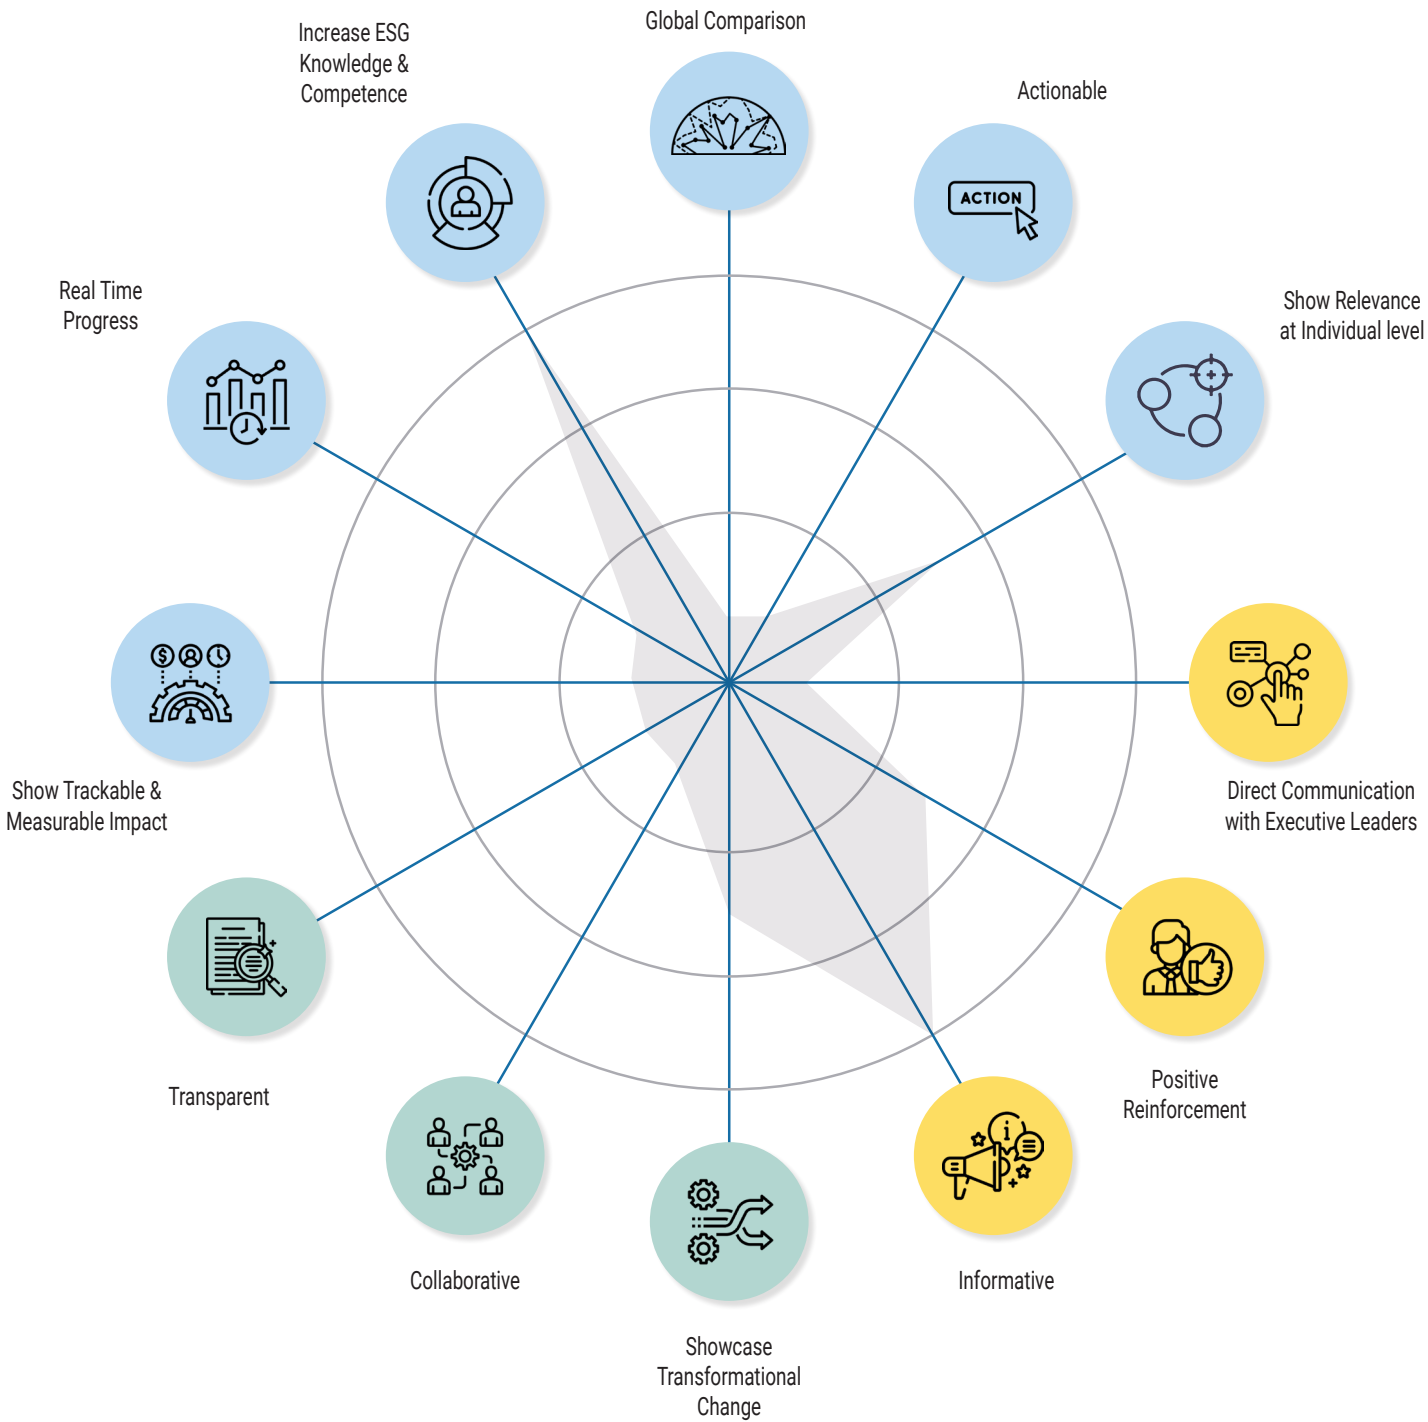 Global Comparison
Increase ESG
Knowledge &
Competence
Actionable
ACTION
Real Time
Progress
Show Relevance
at Individual level
$
Show Trackable &
Measurable Impact
Direct Communication
with Executive Leaders
Transparent
Positive
Reinforcement
i
Collaborative
Informative
Showcase
Transformational
Change